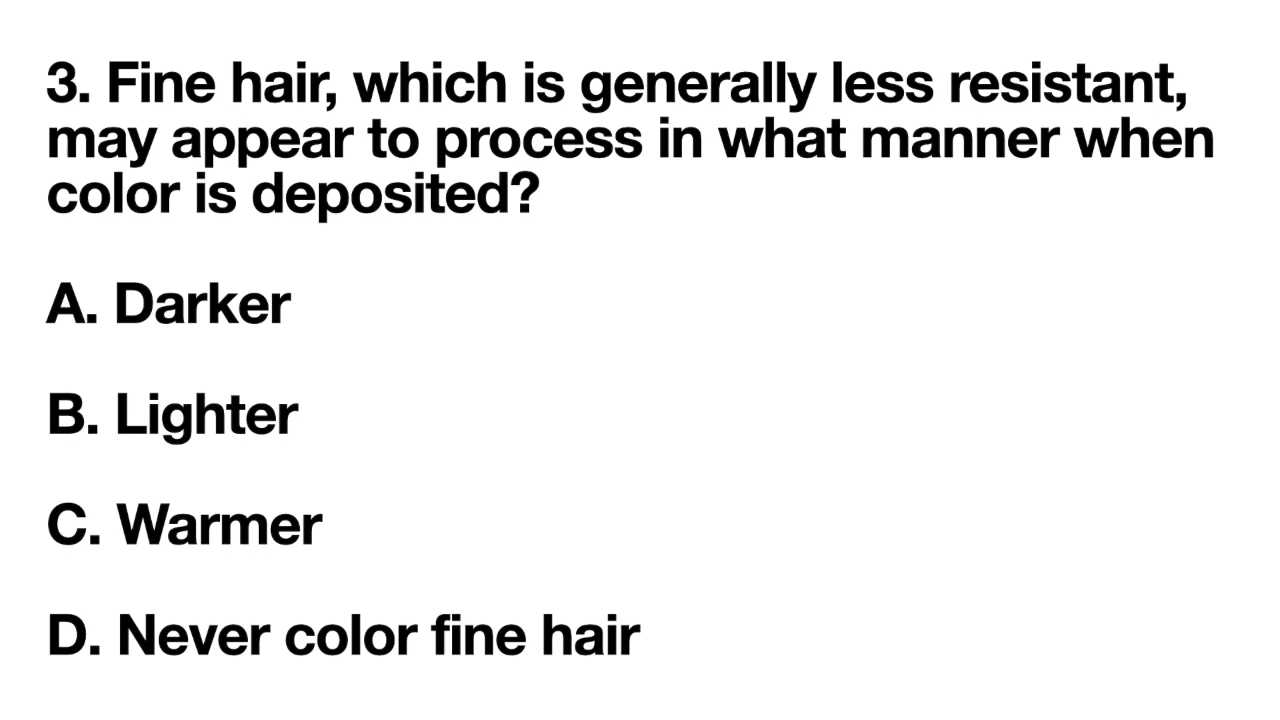 3. Fine hair, which is generally less resistant,
may appear to process in what manner when
color is deposited?
A. Darker
B. Lighter
C. Warmer
D. Never color fine hair